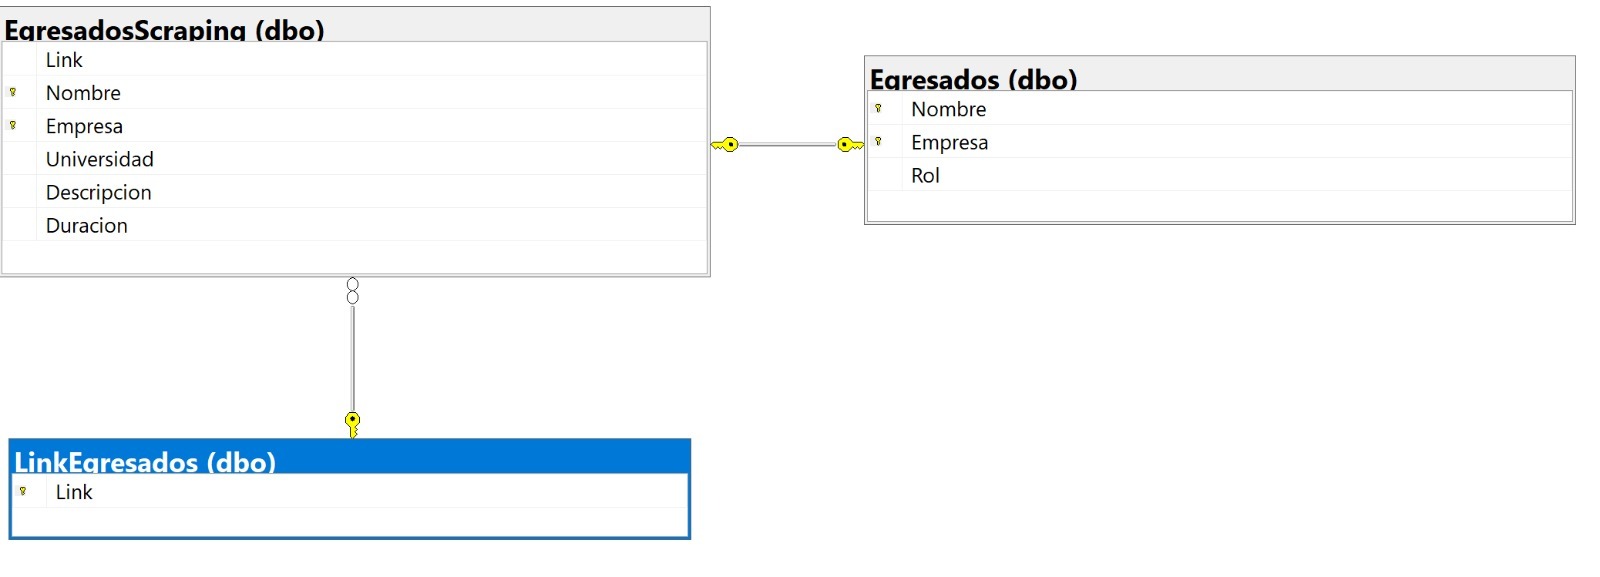 EgresadosScraping (dbo)
Link
Nombre
Empresa
Universidad
Descripcion
Duracion
Egresados (dbo)
Nombre
Empresa
Rol
LinkEgresados (dbo)
Link